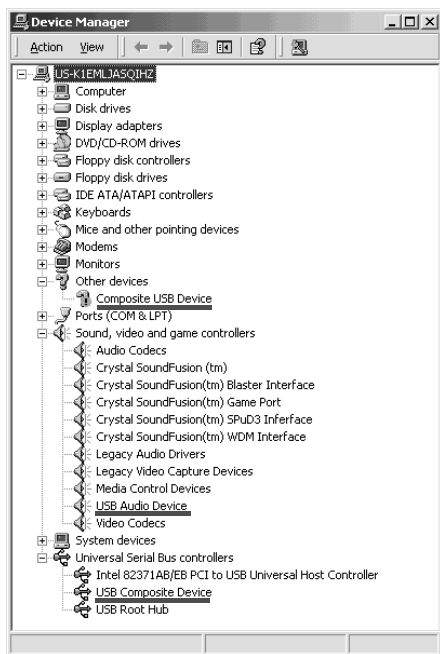 Device Manager
Action View
US-K1EMLJASQIHZ
Computer
Disk drives
Display adapters
DVD/CD-ROM drives
Floppy disk controllers
Floppy disk drives
IDE ATA/ATAPI controllers
Keyboards
Mice and other pointing devices
Modems
Monitors
Other devices
Composite USB Device
Ports (COM & LPT)
Sound, video and game controllers
Audio Codecs
Crystal SoundFusion (tm)
Crystal SoundFusion(tm) Blaster Interface
Crystal SoundFusion(tm) Game Port
Crystal SoundFusion(tm) SPuD3 Inferface
Crystal SoundFusion(tm) WDM Interface
Legacy Audio Drivers
Legacy Video Capture Devices
Media Control Devices
USB Audio Device
Video Codecs
System devices
Universal Serial Bus controllers
Intel 82371AB/EB PCI to USB Universal Host Controller
USB Composite Device
USB Root Hub